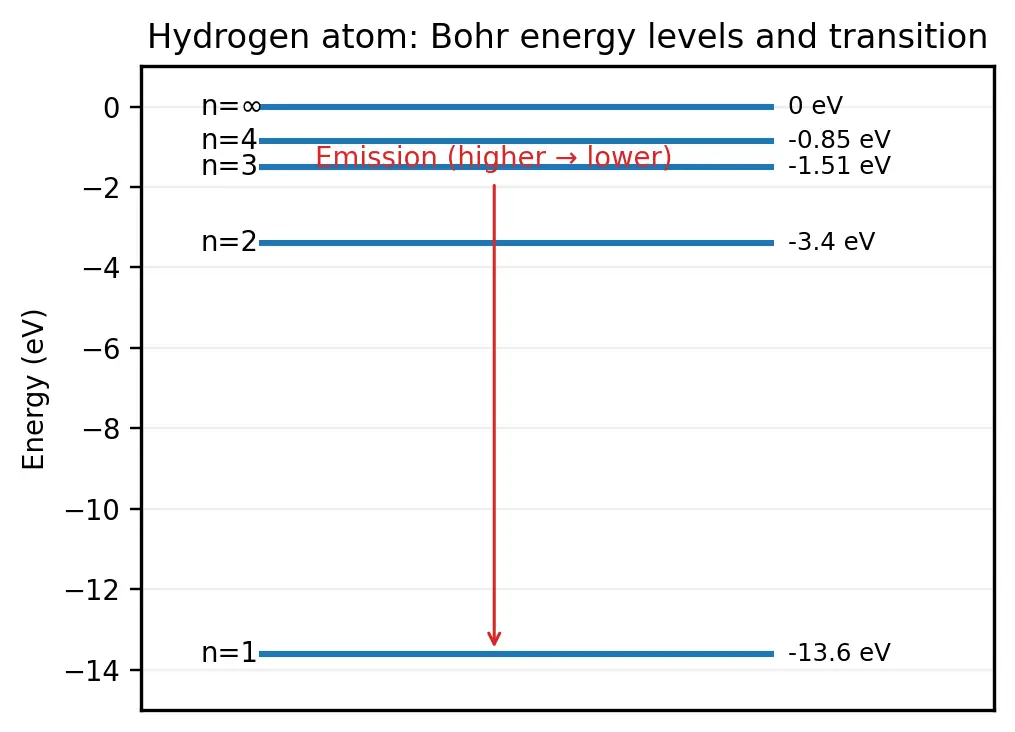 Hydrogen atom: Bohr energy levels and transition
0
n=∞
0 eV
n=4
-0.85 eV
Emission (higher → lower)
n=3
-1.51 eV
−2
n=2
-3.4 eV
−4
−6
Energy (eV)
−8
−10
−12
n=1
-13.6 eV
−14